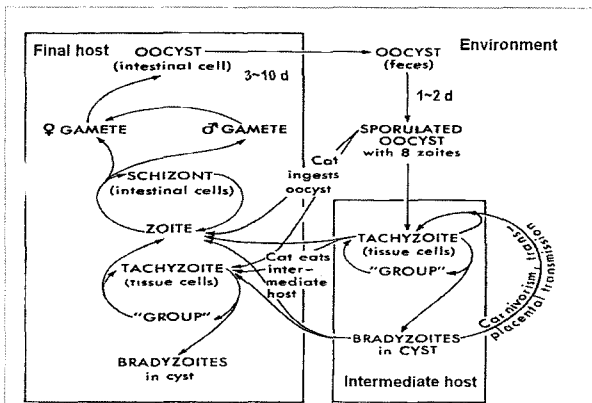 Final host
OOCYST
(intestinal cell)
3~10 d
OOCYST
(feces)
Environment
1~2 d
♀ GAMETE
♂ GAMETE
SPORULATED
OOCYST
with 8 zoites
SCHIZONT
(intestinal cells)
Cat
ingests
oocyst
ZOITE
TACHYZOITE
(tissue cells)
"GROUP"
BRADYZOITES
in cyst
Cat eats
inter-
mediate
host
TACHYZOITE
(tissue cells)
"GROUP"
BRADYZOITES
in CYST
Intermediate host
Carnivorism, trans-
placental transmission